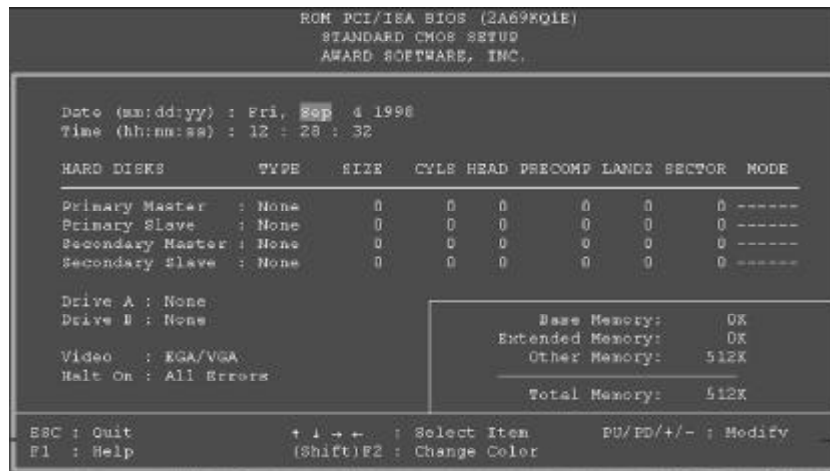 ROM PCI/ISA BIOS (2A69KQ1E)
STANDARD CMOS SETUP
AWARD SOFTWARE, INC.
Date (mm:dd:yy) : Fri, Sep 4 1998
Time (hh:mm:ss) : 12 : 28 : 32
HARD DISKS TYPE SIZE CYLS HEAD PRECOMP LANDZ SECTOR MODE
Primary Master : None 0 0 0 0 0 0 ------
Primary Slave : None 0 0 0 0 0 0 ------
Secondary Master : None 0 0 0 0 0 0 ------
Secondary Slave : None 0 0 0 0 0 0 ------
Drive A : None
Drive B : None
Video : EGA/VGA
Halt On : All Errors
Base Memory: 0K
Extended Memory: 0K
Other Memory: 512K
Total Memory: 512K
ESC : Quit ↑ ↓ → ← : Select Item PU/PD/+/- : Modify
F1 : Help (Shift)F2 : Change Color